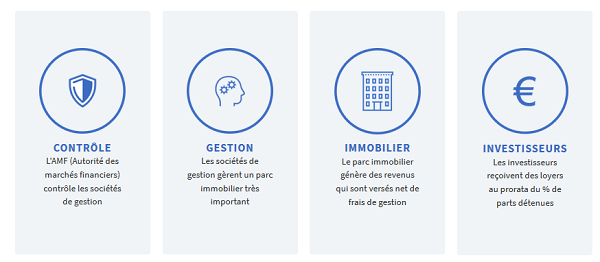 CONTRÔLE
L'AMF (Autorité des
marchés financiers)
contrôle les sociétés
de gestion
GESTION
Les sociétés de
gestion gèrent un parc
immobilier très
important
IMMOBILIER
Le parc immobilier
génère des revenus
qui sont versés net de
frais de gestion
€
INVESTISSEURS
Les investisseurs
reçoivent des loyers
au prorata du % de
parts détenues